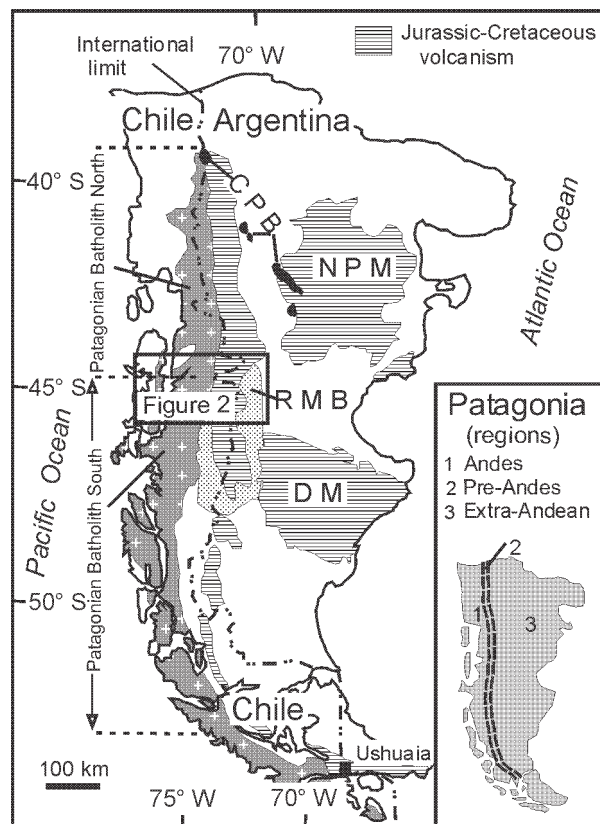 International
limit
70° W
Jurassic-Cretaceous
volcanism
Chile
Argentina
40° S
Patagonian Batholith North
C P B
N P M
Atlantic Ocean
45° S
Figure 2
R M B
Pacific Ocean
Patagonian Batholith South
D M
50° S
Chile
Ushuaia
100 km
75° W
70° W
Patagonia
(regions)
1 Andes
2 Pre-Andes
3 Extra-Andean
2
1
3